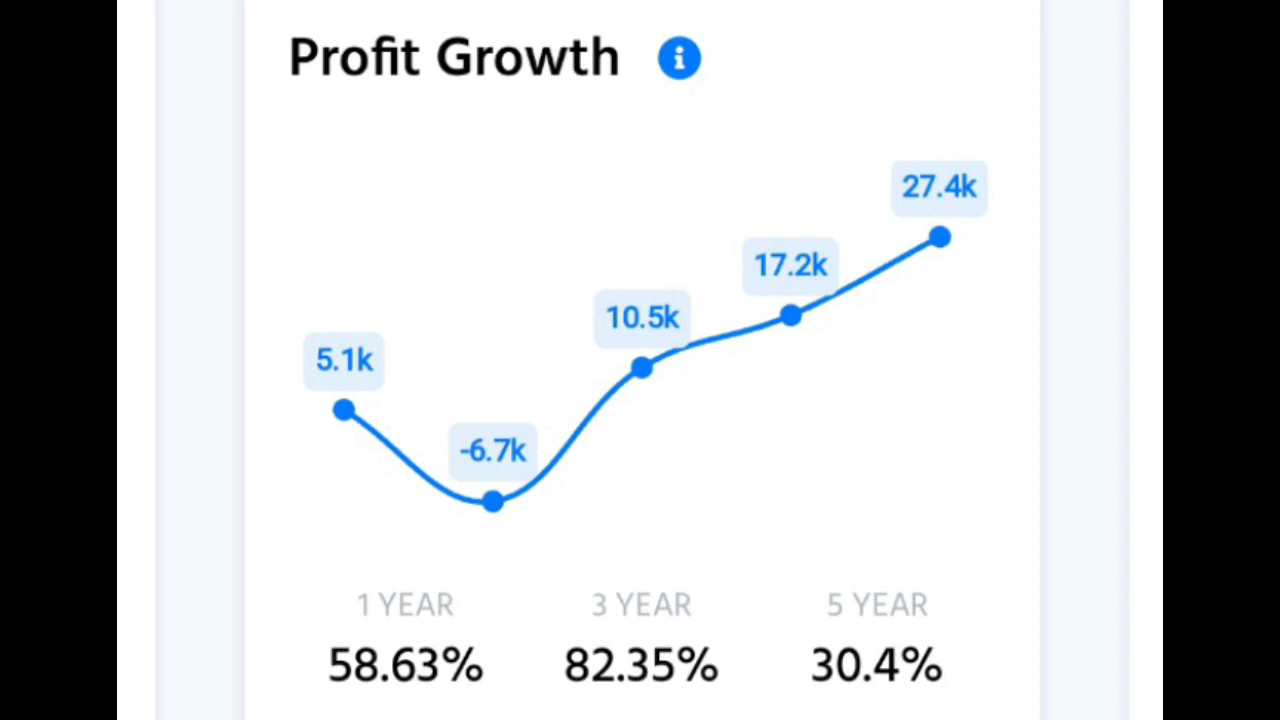 Profit Growth
27.4k
17.2k
10.5k
5.1k
-6.7k
1 YEAR 3 YEAR 5 YEAR
58.63% 82.35% 30.4%